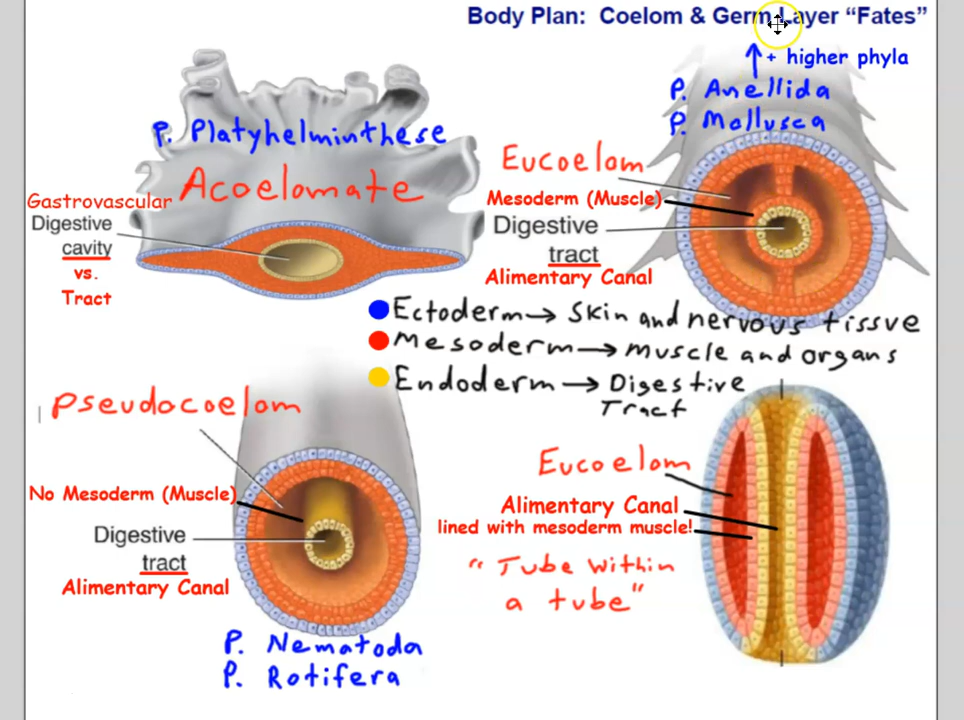 Body Plan: Coelom & Germ Layer “Fates”
+ higher phyla
P. Anellida
P. Mollusca
P. Platyhelminthese
Acoelomate
Gastrovascular
Digestive
cavity
vs.
Tract
Eucoelom
Mesoderm (Muscle)
Digestive
tract
Alimentary Canal
Ectoderm→ Skin and nervous tissue
Mesoderm→ muscle and organs
Endoderm→ Digestive
Tract
Pseudocoelom
No Mesoderm (Muscle)
Digestive
tract
Alimentary Canal
P. Nematoda
P. Rotifera
Eucoelom
Alimentary Canal
lined with mesoderm muscle!
“Tube within
a tube”